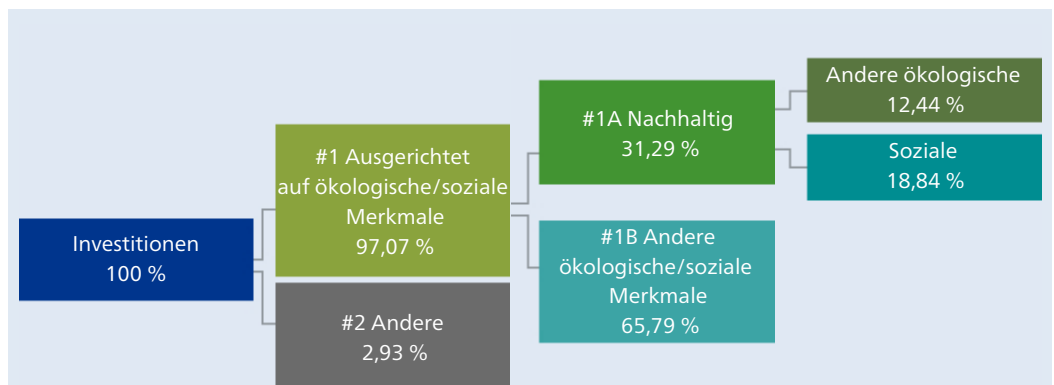 Investitionen
100 %
#1 Ausgerichtet
auf ökologische/soziale
Merkmale
97,07 %
#2 Andere
2,93 %
#1A Nachhaltig
31,29 %
#1B Andere
ökologische/soziale
Merkmale
65,79 %
Andere ökologische
12,44 %
Soziale
18,84 %